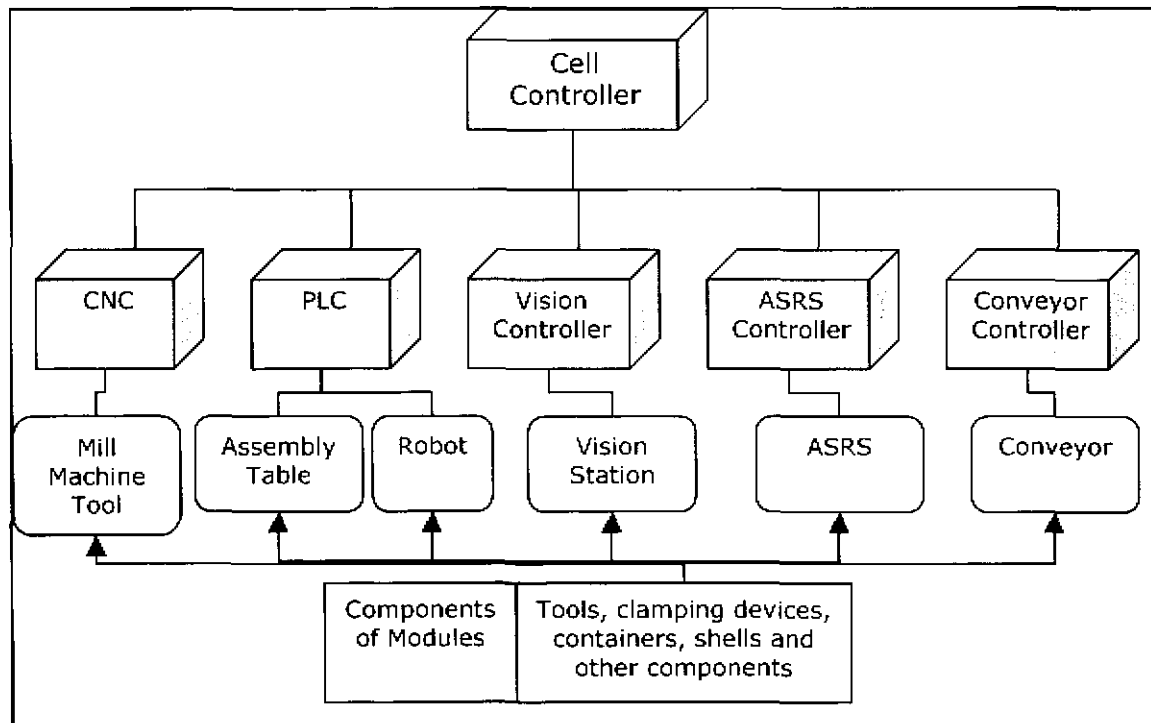 Cell
Controller
CNC
PLC
Vision
Controller
ASRS
Controller
Conveyor
Controller
Mill
Machine
Tool
Assembly
Table
Robot
Vision
Station
ASRS
Conveyor
Components
of Modules
Tools, clamping devices,
containers, shells and
other components